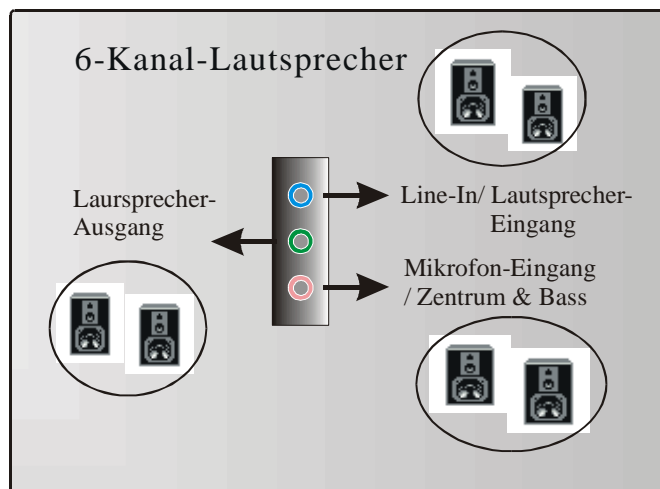 6-Kanal-Lautsprecher
Laursprecher-
Ausgang
Line-In/ Lautsprecher-
Eingang
Mikrofon-Eingang
/ Zentrum & Bass